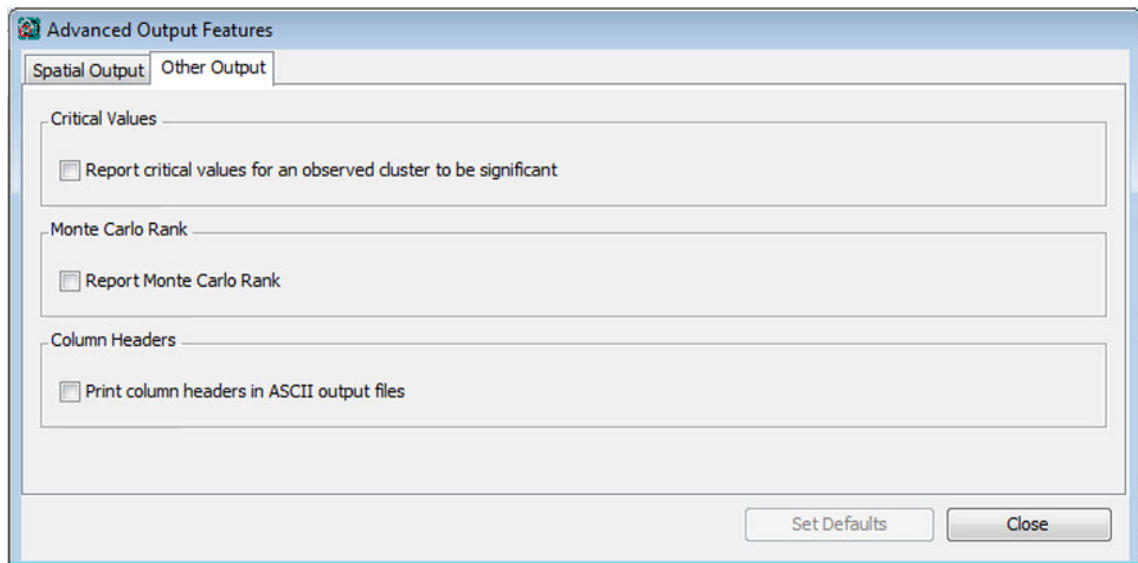 Advanced Output Features
Spatial Output Other Output
Critical Values
Report critical values for an observed cluster to be significant
Monte Carlo Rank
Report Monte Carlo Rank
Column Headers
Print column headers in ASCII output files
Set Defaults Close